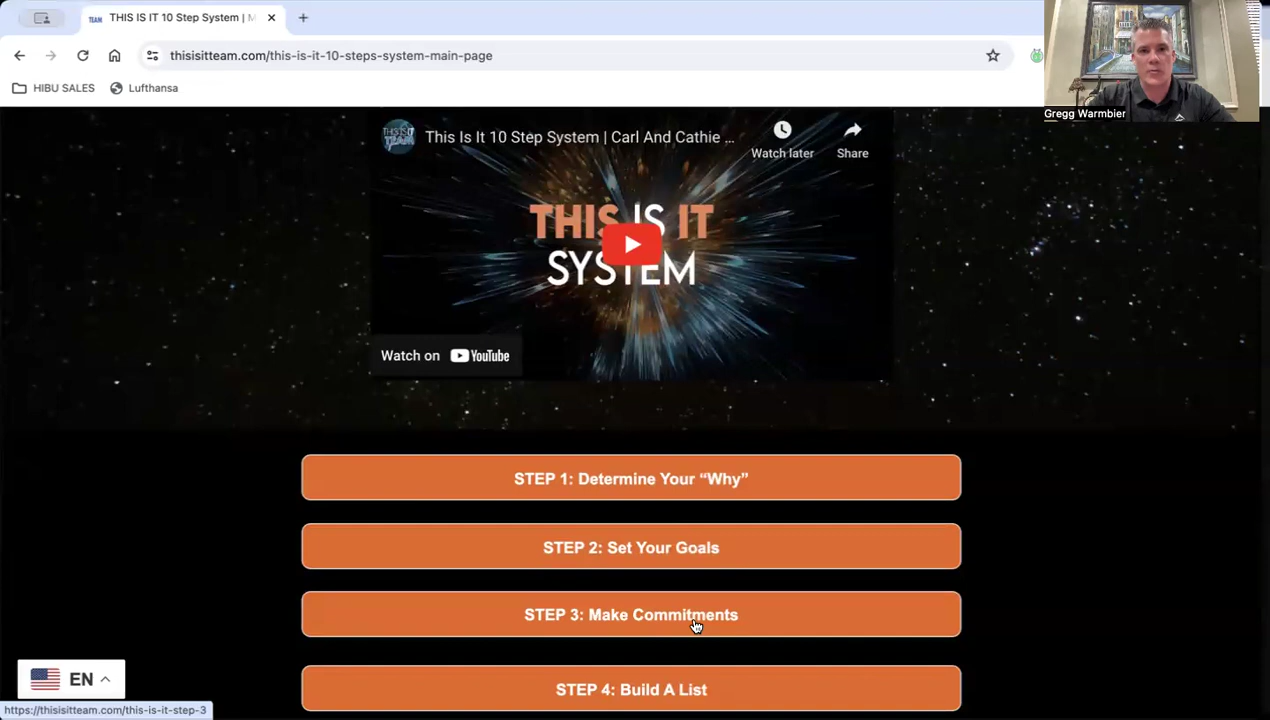 THIS IS IT 10 Step System | M
thisisitteam.com/this-is-it-10-steps-system-main-page
HIBU SALES
Lufthansa
Gregg Warmbier
This Is It 10 Step System | Carl And Cathie ...
Watch later
Share
THIS IS IT
SYSTEM
Watch on YouTube
STEP 1: Determine Your “Why”
STEP 2: Set Your Goals
STEP 3: Make Commitments
STEP 4: Build A List
EN
https://thisisitteam.com/this-is-it-step-3